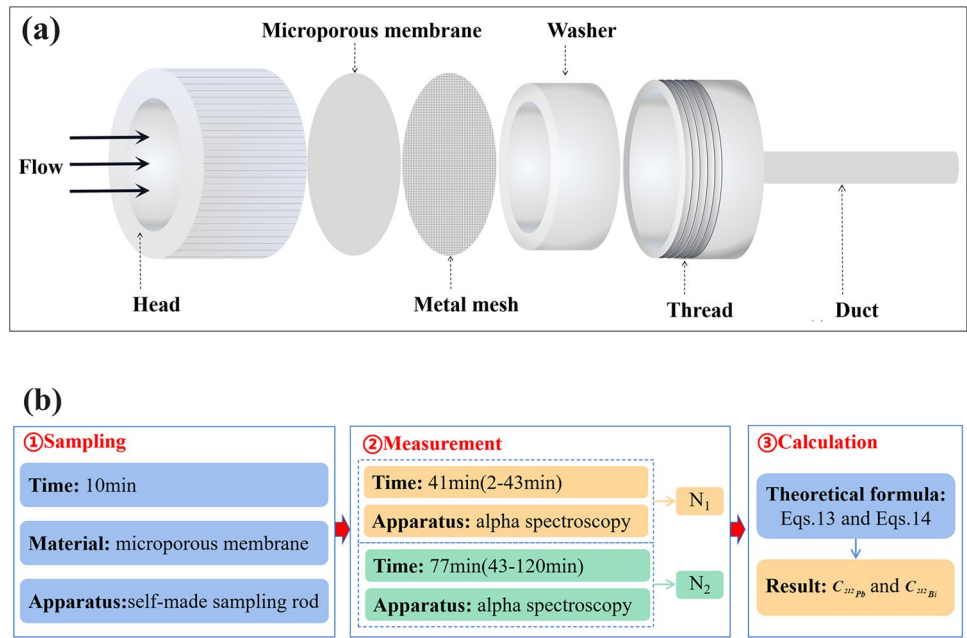 (a)
Microporous membrane
Washer
Flow
Head
Metal mesh
Thread
Duct
(b)
①Sampling
Time: 10min
Material: microporous membrane
Apparatus:self-made sampling rod
②Measurement
Time: 41min(2-43min)
Apparatus: alpha spectroscopy
N₁
Time: 77min(43-120min)
Apparatus: alpha spectroscopy
N₂
③Calculation
Theoretical formula:
Eqs.13 and Eqs.14
Result: C₂₁₂Pb and C₂₁₂Bi